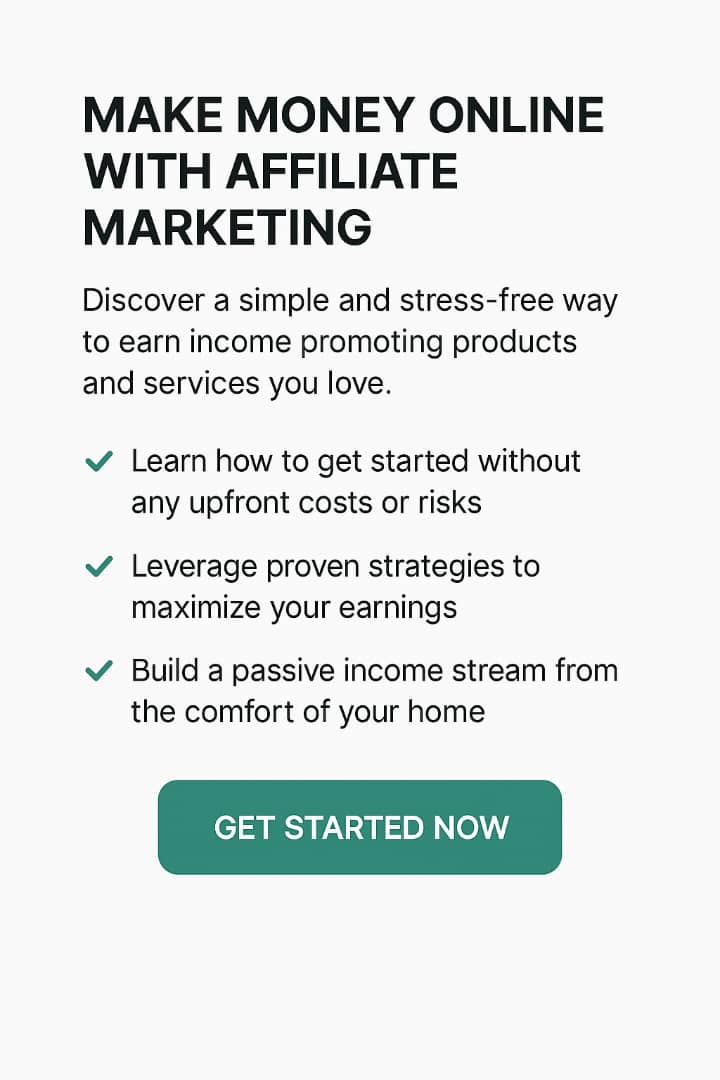 MAKE MONEY ONLINE
WITH AFFILIATE
MARKETING
Discover a simple and stress-free way
to earn income promoting products
and services you love.
Learn how to get started without
any upfront costs or risks
Leverage proven strategies to
maximize your earnings
Build a passive income stream from
the comfort of your home
GET STARTED NOW